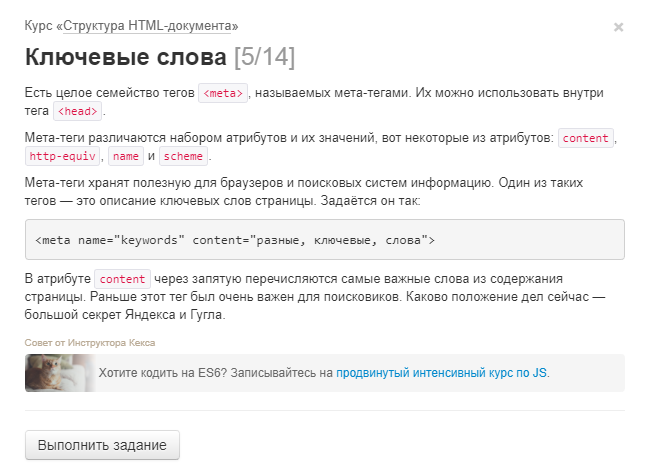 Курс «Структура HTML-документа»
×
Ключевые слова [5/14]
Есть целое семейство тегов <meta>, называемых мета-тегами. Их можно использовать внутри
тега <head>.
Мета-теги различаются набором атрибутов и их значений, вот некоторые из атрибутов: content,
http-equiv, name и scheme.
Мета-теги хранят полезную для браузеров и поисковых систем информацию. Один из таких
тегов — это описание ключевых слов страницы. Задаётся он так:
<meta name="keywords" content="разные, ключевые, слова">
В атрибуте content через запятую перечисляются самые важные слова из содержания
страницы. Раньше этот тег был очень важен для поисковиков. Каково положение дел сейчас —
большой секрет Яндекса и Гугла.
Совет от Инструктора Кекса
Хотите кодить на ES6? Записывайтесь на продвинутый интенсивный курс по JS.
Выполнить задание